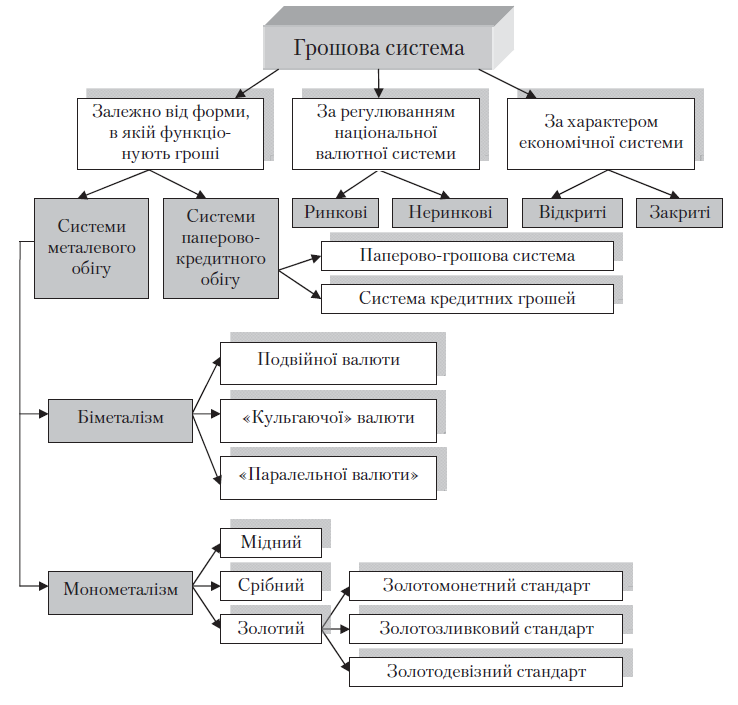 Грошова система
Залежно від форми,
в якій функціо-
нують гроші
За регулюванням
національної
валютної системи
За характером
економічної системи
Системи
металевого
обігу
Системи
паперово-
кредитного
обігу
Ринкові
Неринкові
Відкриті
Закриті
Паперово-грошова система
Система кредитних грошей
Біметалізм
Подвійної валюти
«Кульгаючої» валюти
«Паралельної валюти»
Монометалізм
Мідний
Срібний
Золотий
Золотомонетний стандарт
Золотозливковий стандарт
Золотодевізний стандарт